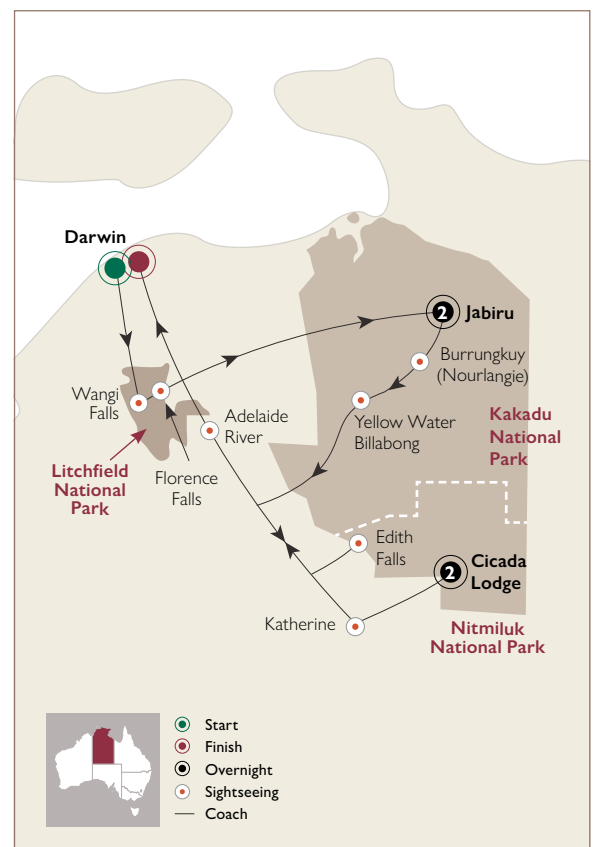 Darwin
2
Jabiru
Burrungkuy
(Nourlangie)
Wangi
Falls
Adelaide
River
Yellow Water
Billabong
Kakadu
National
Park
Litchfield
National
Park
Florence
Falls
Edith
Falls
2
Cicada
Lodge
Katherine
Nitmiluk
National Park
Start
Finish
Overnight
Sightseeing
Coach